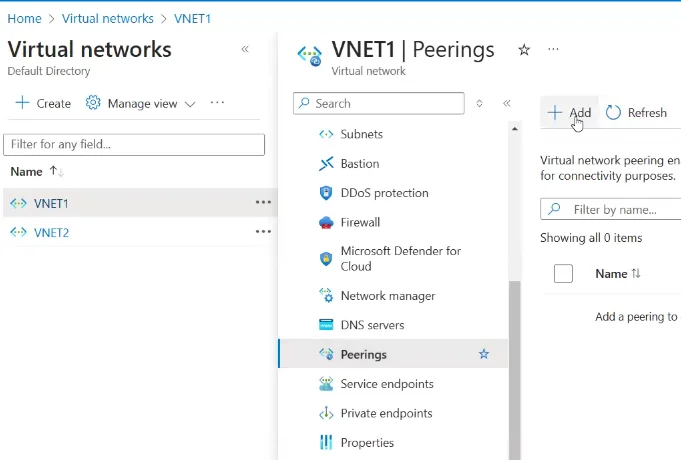 Home > Virtual networks > VNET1
Virtual networks
Default Directory
+ Create
Manage view
...
Filter for any field...
Name ↑↓
VNET1
...
VNET2
...
VNET1 | Peerings
...
Virtual network
Search
Subnets
Bastion
DDoS protection
Firewall
Microsoft Defender for
Cloud
Network manager
DNS servers
Peerings
Service endpoints
Private endpoints
Properties
+ Add
Refresh
Virtual network peering en
for connectivity purposes.
Filter by name...
Showing all 0 items
Name ↑↓
Add a peering to